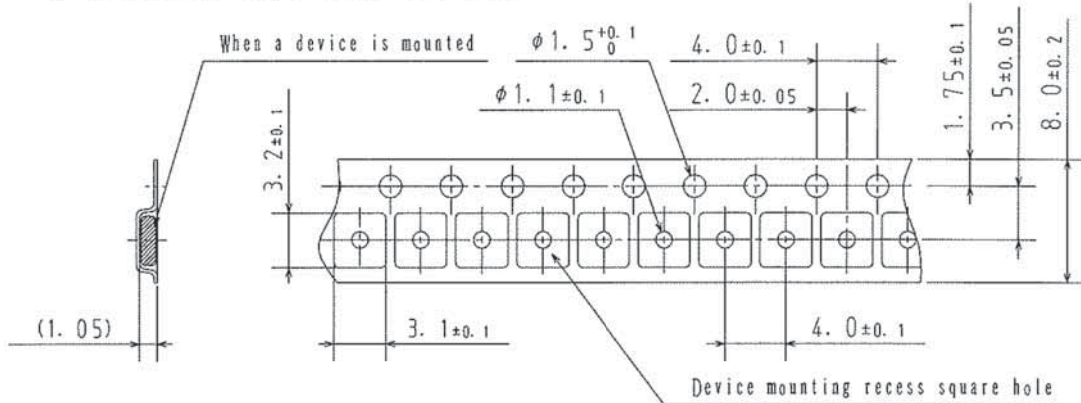 When a device is mounted
φ1.5 +0.1 0
4.0±0.1
φ1.1±0.1
2.0±0.05
1.75±0.1
3.5±0.05
8.0±0.2
3.2±0.1
(1.05)
3.1±0.1
4.0±0.1
Device mounting recess square hole